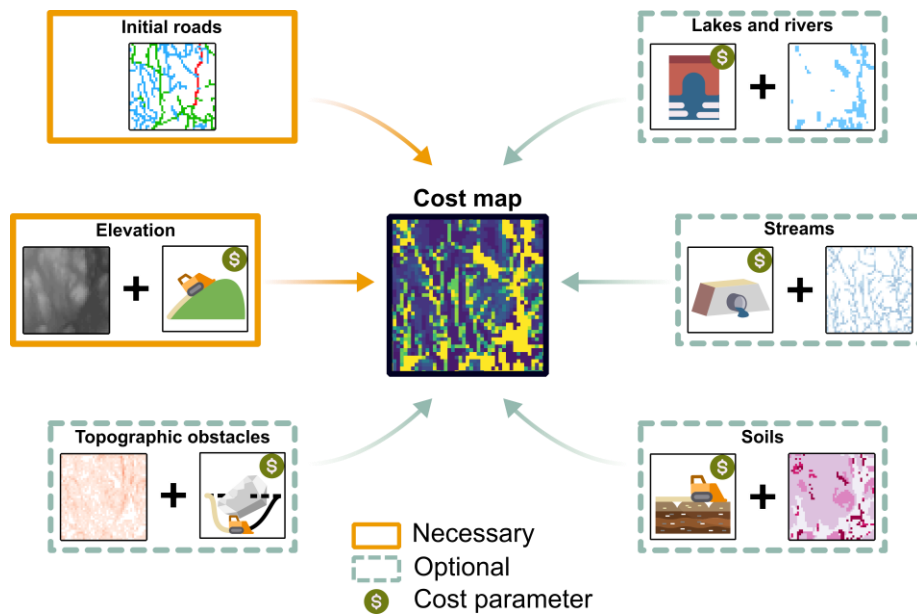 Initial roads
Lakes and rivers
$
Cost map
Elevation
$
Streams
$
Topographic obstacles
$
Soils
$
Necessary
Optional
$ Cost parameter